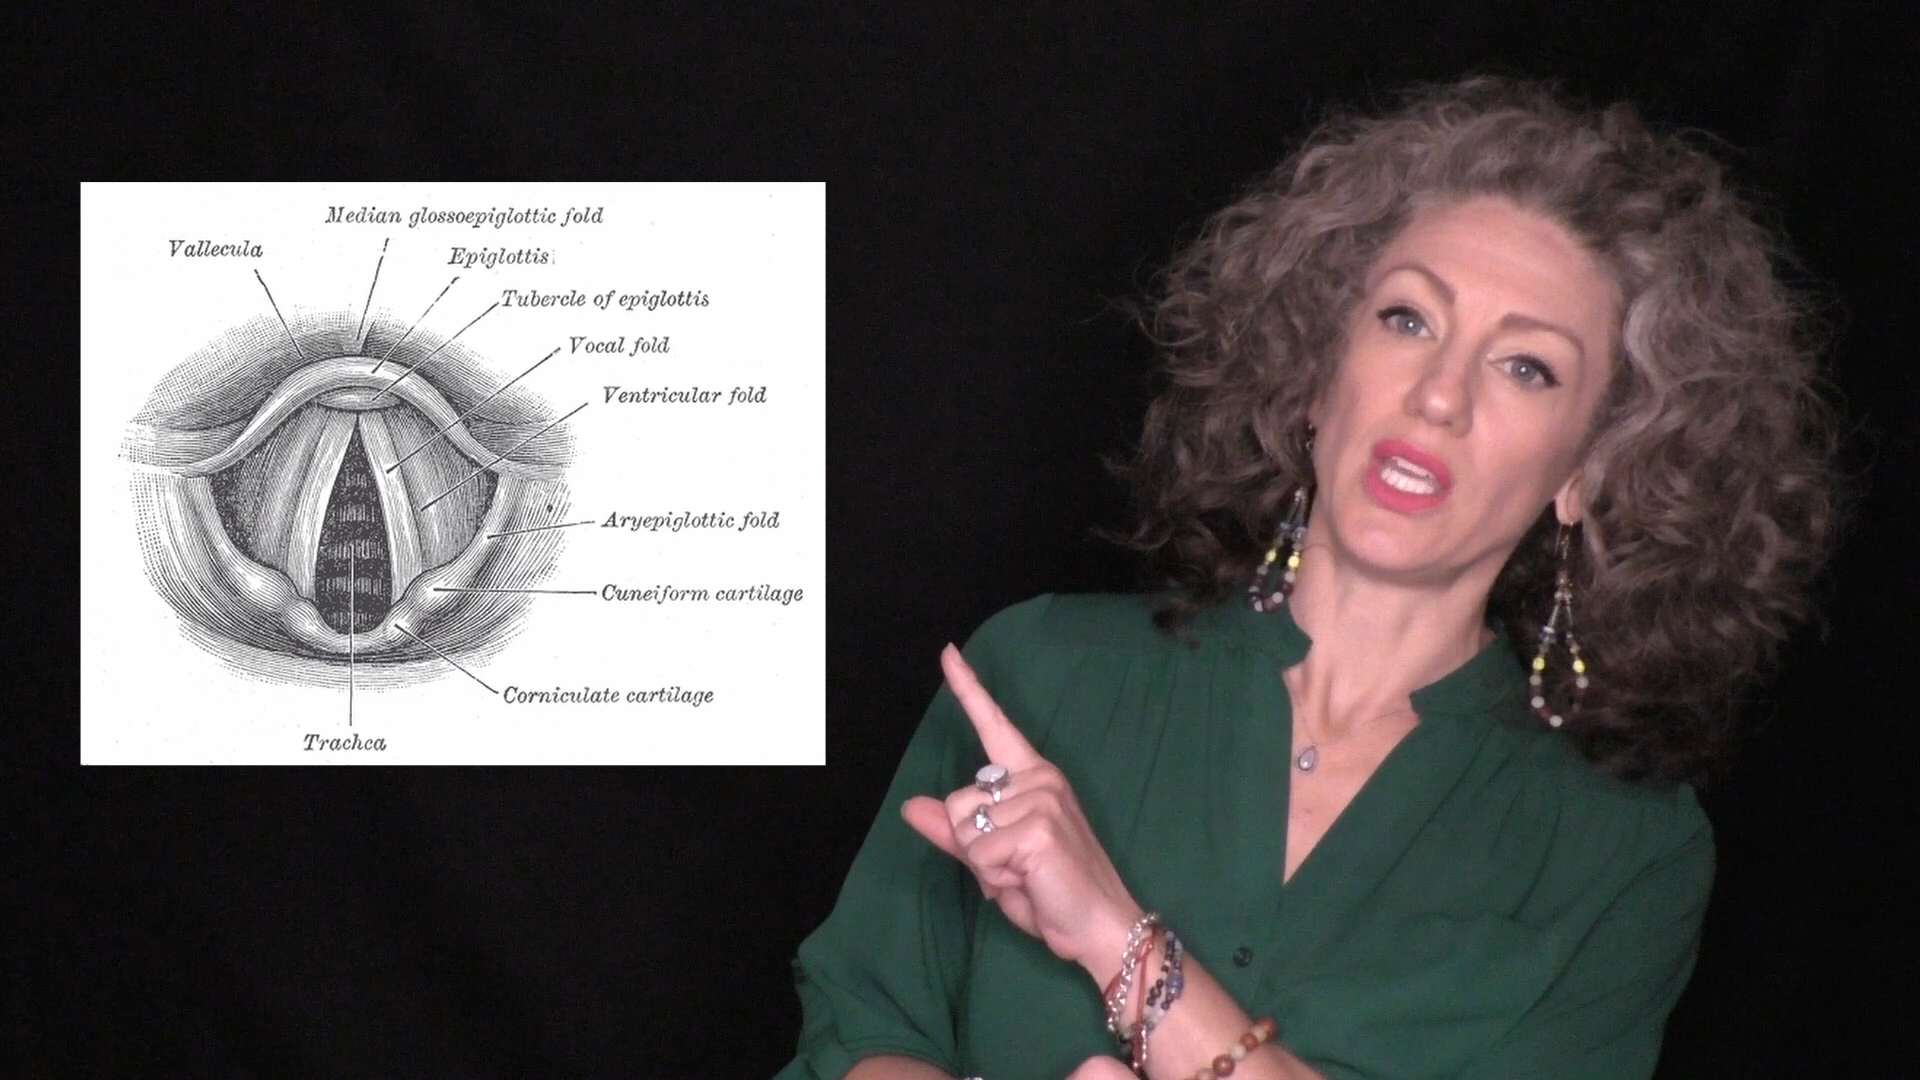 Median glossoepiglottic fold
Vallecula
Epiglottis
Tubercle of epiglottis
Vocal fold
Ventricular fold
Aryepiglottic fold
Cuneiform cartilage
Corniculate cartilage
Trachea